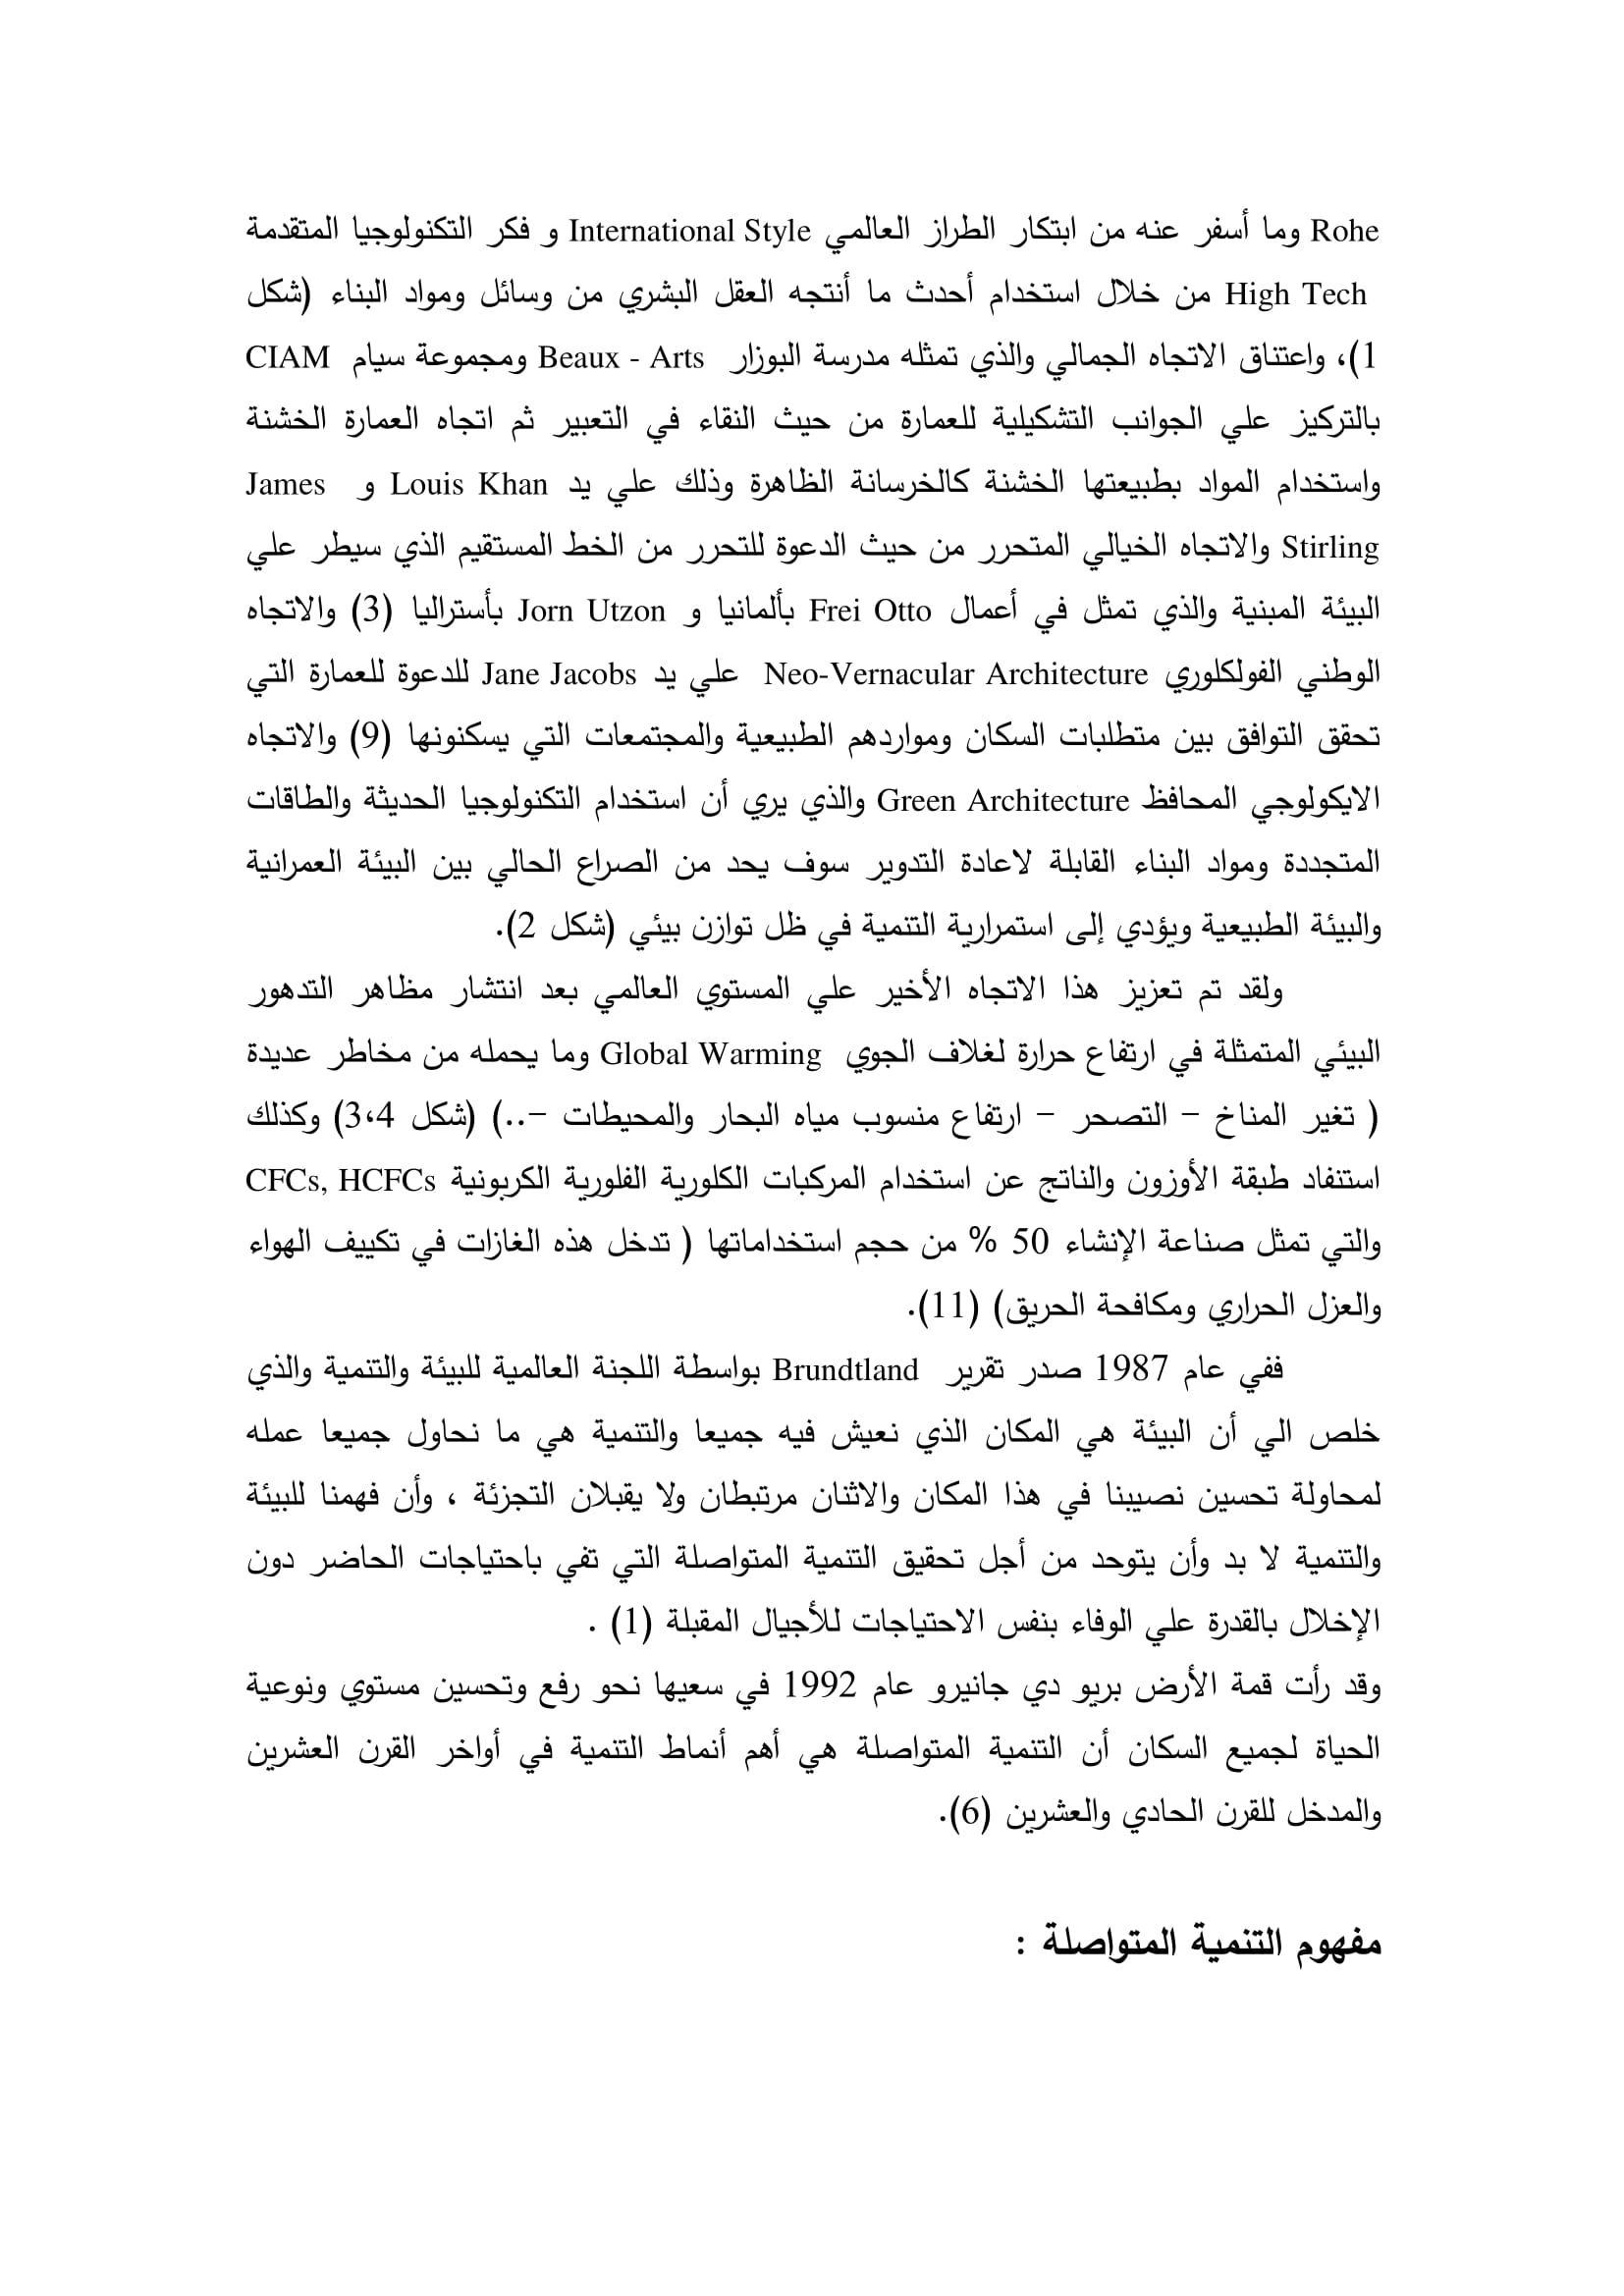 Rohe وما أسفر عنه من ابتكار الطراز العالمي International Style و فكر التكنولوجيا المتقدمة
High Tech من خلال استخدام أحدث ما أنتجه العقل البشري من وسائل ومواد البناء (شكل
1)، واعتناق الاتجاه الجمالي والذي تمثله مدرسة البوزار Beaux - Arts ومجموعة سيام CIAM
بالتركيز علي الجوانب التشكيلية للعمارة من حيث النقاء في التعبير ثم اتجاه العمارة الخشنة
واستخدام المواد بطبيعتها الخشنة كالخرسانة الظاهرة وذلك علي يد Louis Khan و James
Stirling والاتجاه الخيالي المتحرر من حيث الدعوة للتحرر من الخط المستقيم الذي سيطر علي
البيئة المبنية والذي تمثل في أعمال Frei Otto بألمانيا و Jorn Utzon بأستراليا (3) والاتجاه
الوطني الفولكلوري Neo-Vernacular Architecture علي يد Jane Jacobs للدعوة للعمارة التي
تحقق التوافق بين متطلبات السكان ومواردهم الطبيعية والمجتمعات التي يسكنونها (9) والاتجاه
الايكولوجي المحافظ Green Architecture والذي يري أن استخدام التكنولوجيا الحديثة والطاقات
المتجددة ومواد البناء القابلة لاعادة التدوير سوف يحد من الصراع الحالي بين البيئة العمرانية
والبيئة الطبيعية ويؤدي إلى استمرارية التنمية في ظل توازن بيئي (شكل 2).
ولقد تم تعزيز هذا الاتجاه الأخير علي المستوي العالمي بعد انتشار مظاهر التدهور
البيئي المتمثلة في ارتفاع حرارة لغلاف الجوي Global Warming وما يحمله من مخاطر عديدة
( تغير المناخ – التصحر – ارتفاع منسوب مياه البحار والمحيطات –..) (شكل 3،4) وكذلك
استنفاد طبقة الأوزون والناتج عن استخدام المركبات الكلورية الفلورية الكربونية CFCs, HCFCs
والتي تمثل صناعة الإنشاء 50 % من حجم استخداماتها ( تدخل هذه الغازات في تكييف الهواء
والعزل الحراري ومكافحة الحريق) (11).
ففي عام 1987 صدر تقرير Brundtland بواسطة اللجنة العالمية للبيئة والتنمية والذي
خلص الي أن البيئة هي المكان الذي نعيش فيه جميعا والتنمية هي ما نحاول جميعا عمله
لمحاولة تحسين نصيبنا في هذا المكان والاثنان مرتبطان ولا يقبلان التجزئة ، وأن فهمنا للبيئة
والتنمية لا بد وأن يتوحد من أجل تحقيق التنمية المتواصلة التي تفي باحتياجات الحاضر دون
الإخلال بالقدرة علي الوفاء بنفس الاحتياجات للأجيال المقبلة (1) .
وقد رأت قمة الأرض بريو دي جانيرو عام 1992 في سعيها نحو رفع وتحسين مستوي ونوعية
الحياة لجميع السكان أن التنمية المتواصلة هي أهم أنماط التنمية في أواخر القرن العشرين
والمدخل للقرن الحادي والعشرين (6).
مفهوم التنمية المتواصلة :